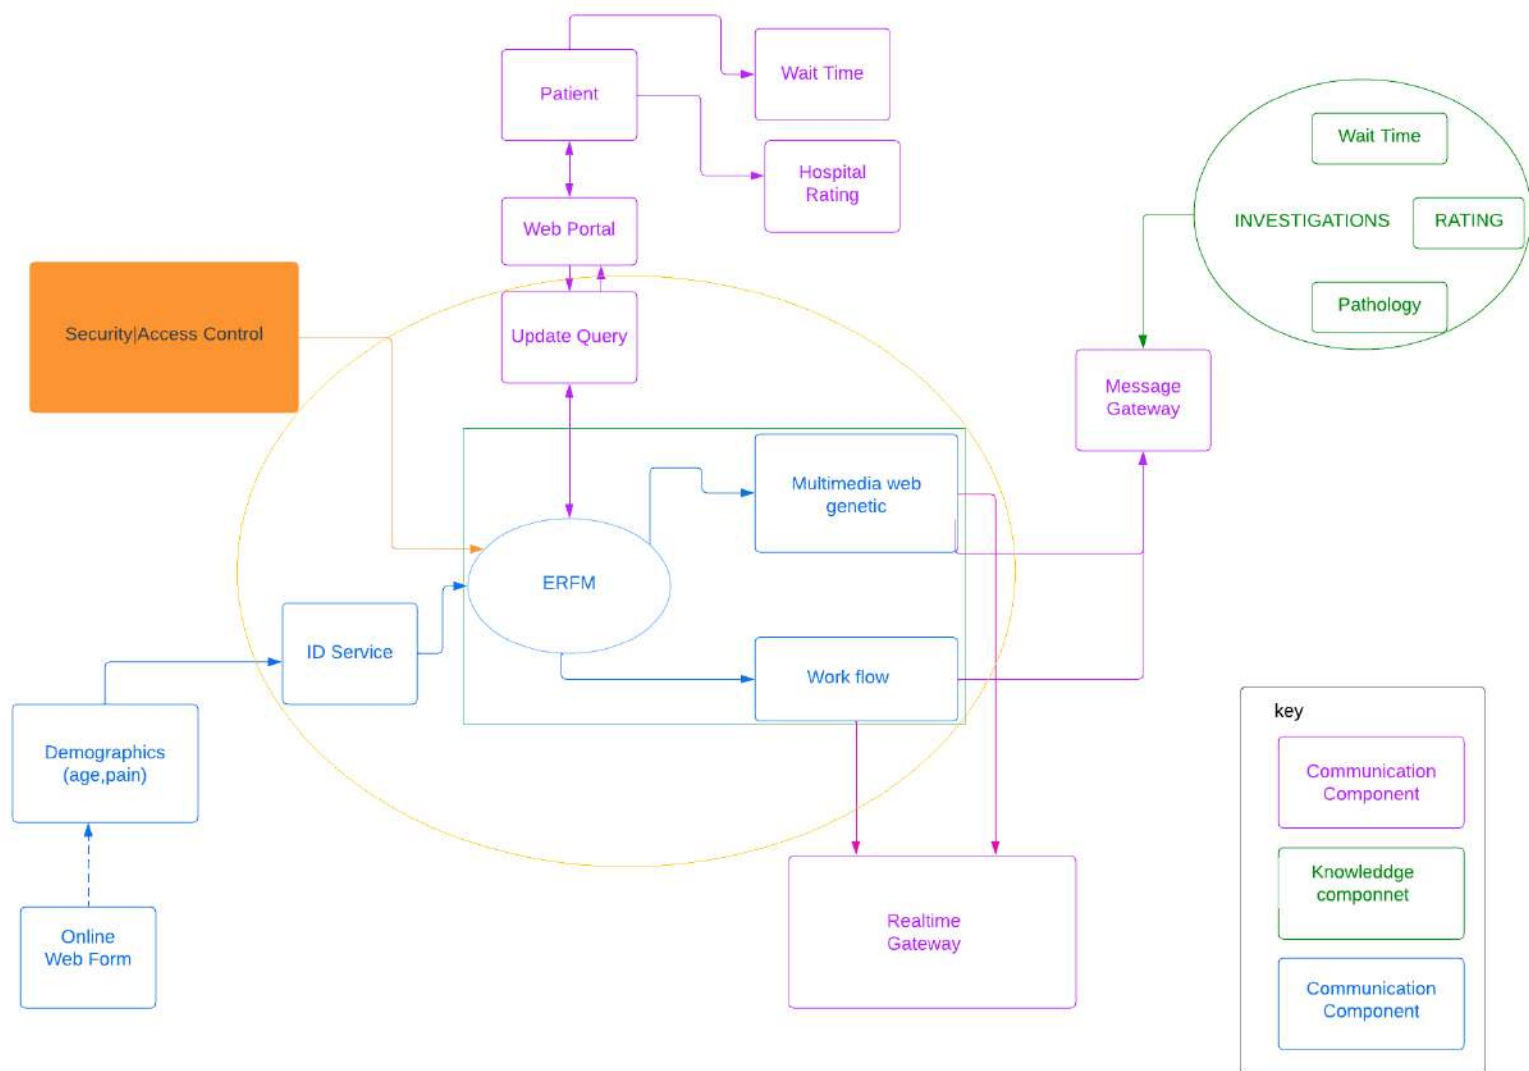 Wait Time
Patient
Hospital
Rating
Web Portal
Wait Time
INVESTIGATIONS
RATING
Pathology
Security|Access Control
Update Query
Message
Gateway
Multimedia web
genetic
ERFM
ID Service
Work flow
Demographics
(age,pain)
Online
Web Form
Realtime
Gateway
key
Communication
Component
Knowleddge
componnet
Communication
Component